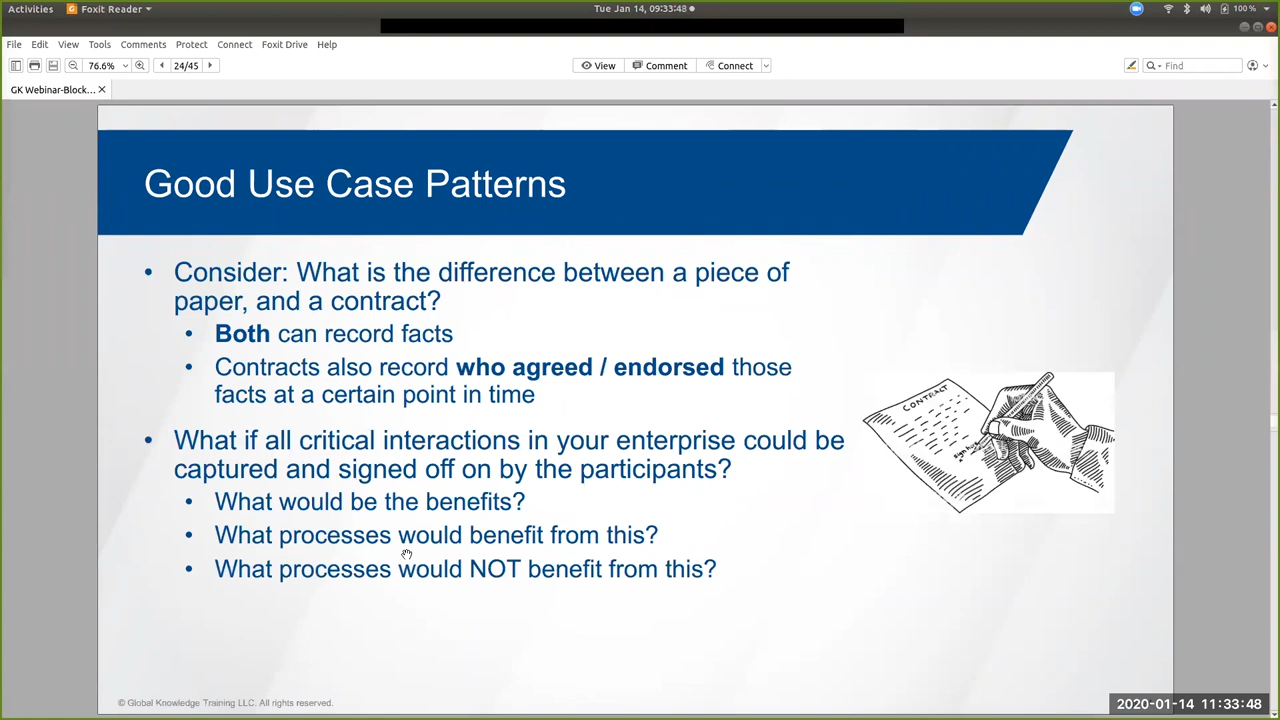 Activities Foxit Reader Tue Jan 14, 09:33:48 100 %
File Edit View Tools Comments Protect Connect Foxit Drive Help
76.6% 24/45 View Comment Connect Find
GK Webinar-Block...
Good Use Case Patterns
• Consider: What is the difference between a piece of
paper, and a contract?
• Both can record facts
• Contracts also record who agreed / endorsed those
facts at a certain point in time
CONTRACT
• What if all critical interactions in your enterprise could be
captured and signed off on by the participants?
• What would be the benefits?
• What processes would benefit from this?
• What processes would NOT benefit from this?
© Global Knowledge Training LLC. All rights reserved.
2020-01-14 11:33:48